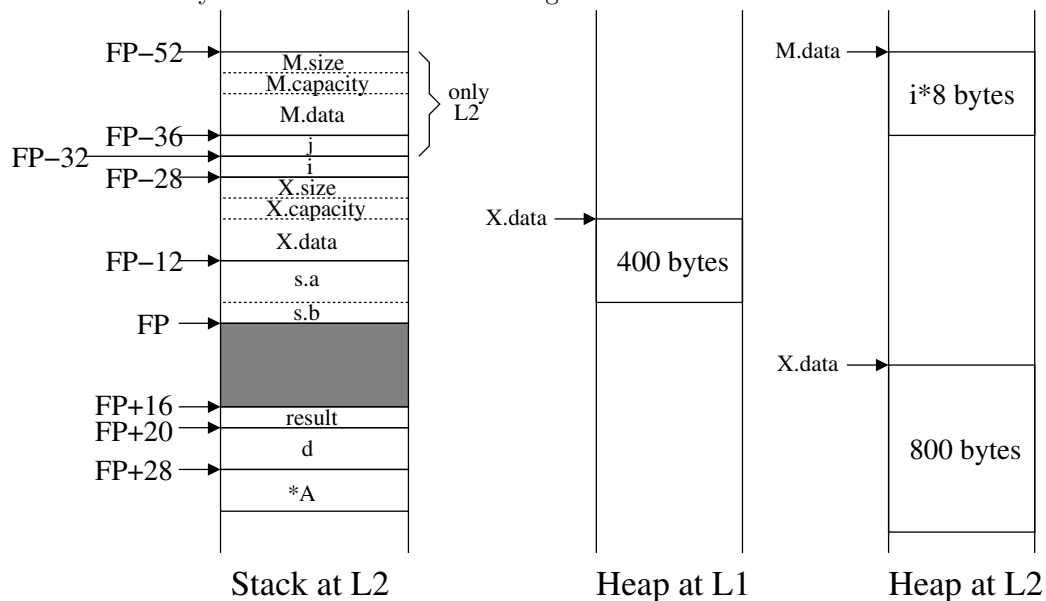 FP−52
M.size
M.capacity
M.data
only
L2
FP−36
j
FP−32
i
FP−28
X.size
X.capacity
X.data
FP−12
s.a
s.b
FP
FP+16
result
FP+20
d
FP+28
*A
Stack at L2
X.data
400 bytes
Heap at L1
M.data
i*8 bytes
X.data
800 bytes
Heap at L2